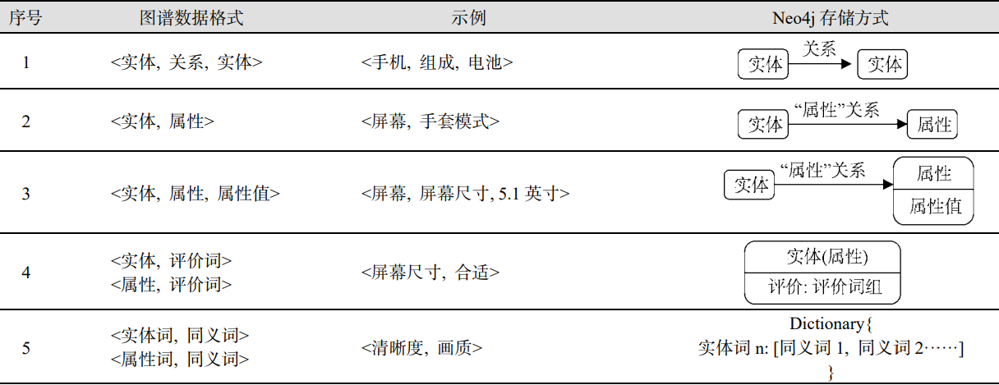 序号 图谱数据格式 示例 Neo4j 存储方式
1 <实体, 关系, 实体> <手机, 组成, 电池> 实体 关系 实体
2 <实体, 属性> <屏幕, 手套模式> 实体 “属性”关系 属性
3 <实体, 属性, 属性值> <屏幕, 屏幕尺寸, 5.1 英寸> 实体 “属性”关系 属性
属性值
4 <实体, 评价词>
<属性, 评价词>
<屏幕尺寸, 合适>
实体(属性)
评价: 评价词组
5 <实体词, 同义词>
<属性词, 同义词>
<清晰度, 画质>
Dictionary{
实体词 n: [同义词 1, 同义词 2……]
}